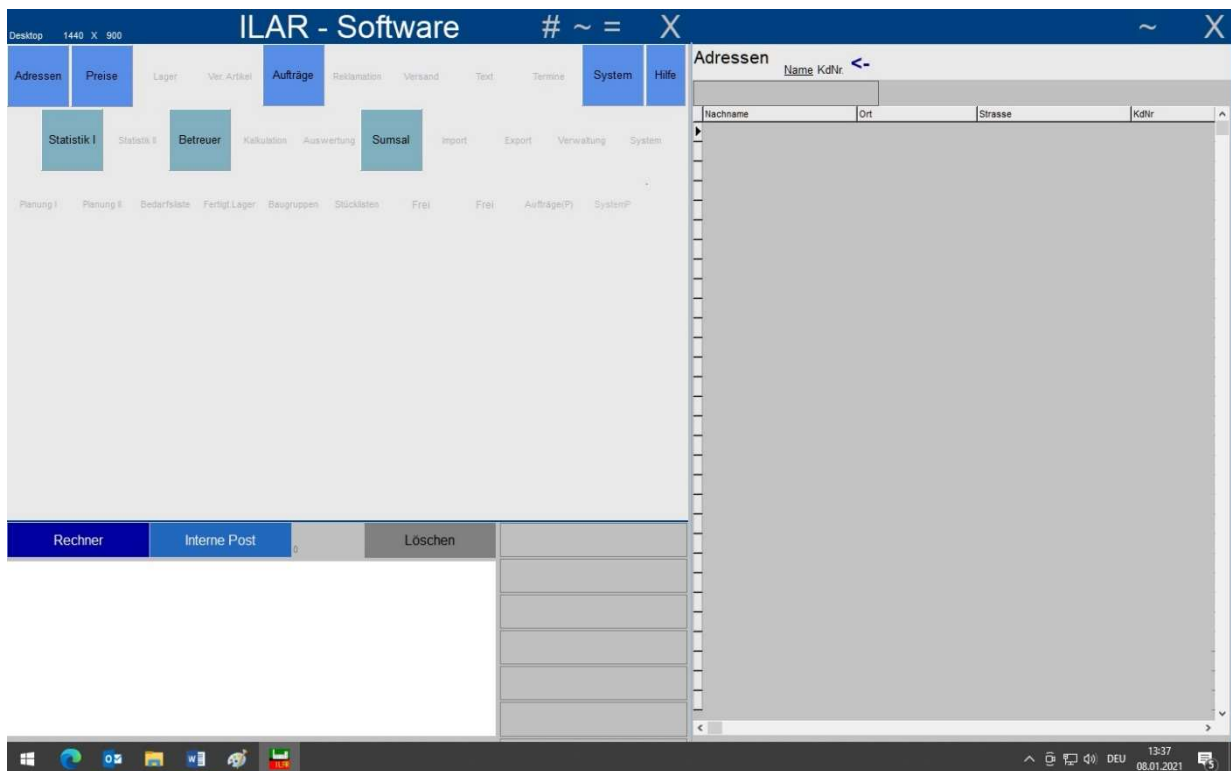 Desktop 1440 X 900 ILAR - Software # ~ = X ~ X
Adressen Preise Lager Ver. Artikel Aufträge Reklamation Versand Text Termine System Hilfe
Adressen Name KdNr. <-
Statistik I Statistik II Betreuer Kalkulation Auswertung Sumsal Import Export Verwaltung System
Planung I Planung II Bedarfsliste Fertigt.Lager Baugruppen Stücklisten Frei Frei Aufträge(P) SystemP
Nachname Ort Strasse KdNr
Rechner Interne Post 0 Löschen
ILAR
DEU 13:37
08.01.2021 5